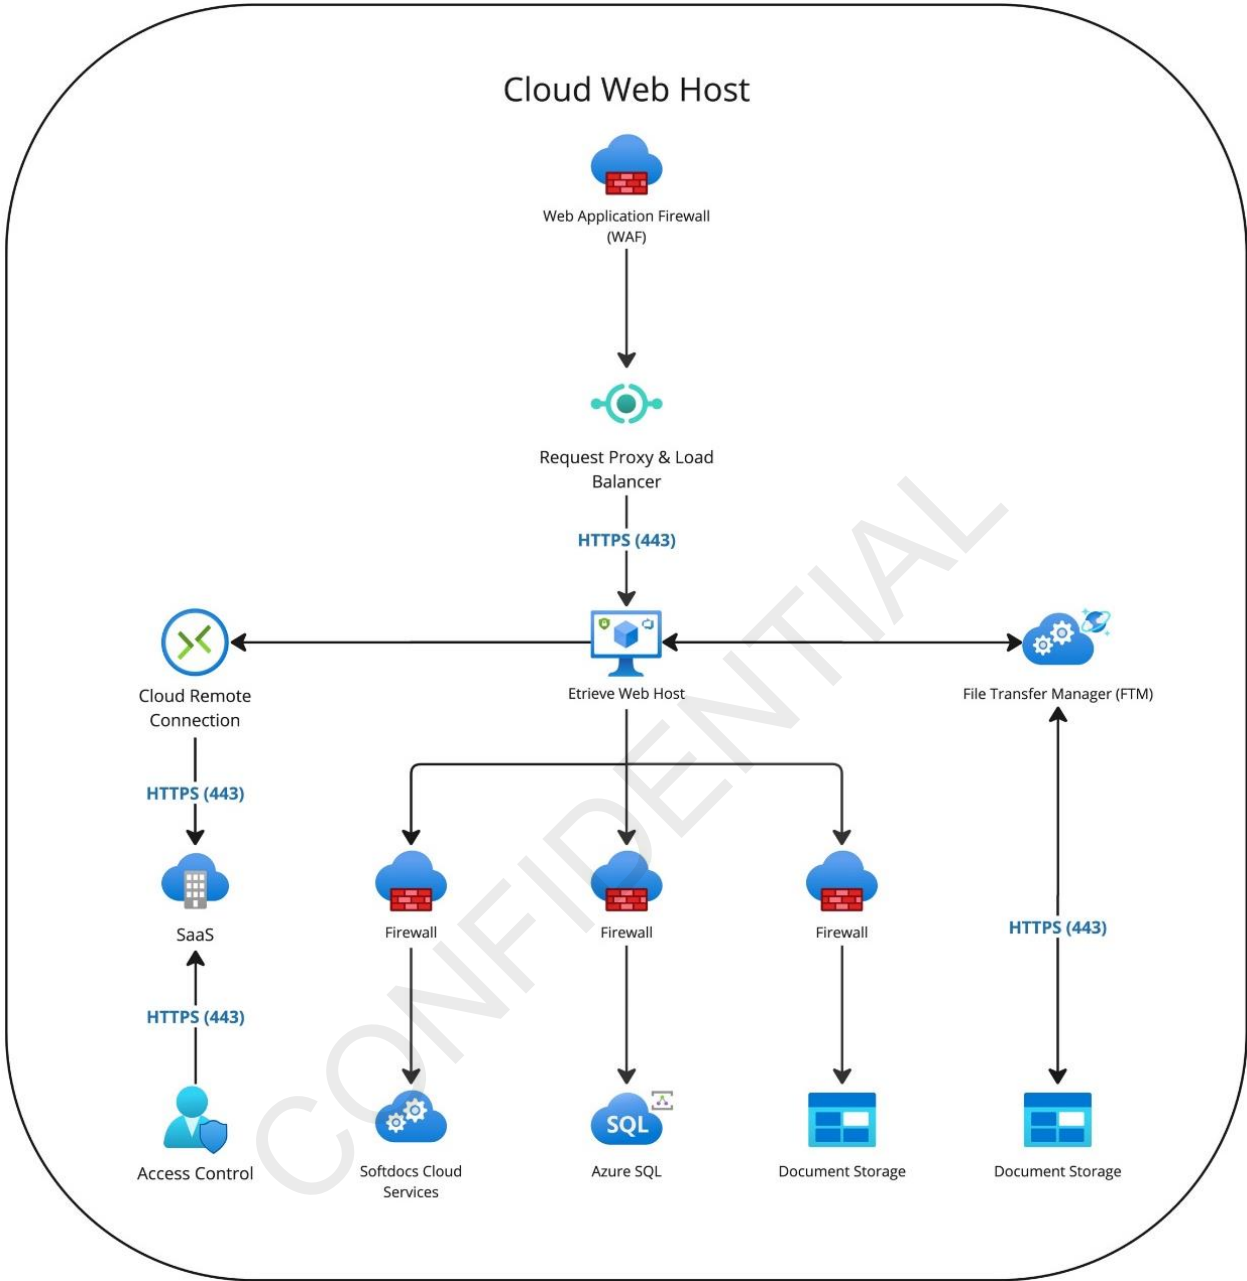 Cloud Web Host
Web Application Firewall
(WAF)
Request Proxy & Load
Balancer
HTTPS (443)
Cloud Remote
Connection
Etrieve Web Host
File Transfer Manager (FTM)
HTTPS (443)
SaaS
Firewall
Firewall
Firewall
HTTPS (443)
HTTPS (443)
Access Control
Softdocs Cloud
Services
SQL
Azure SQL
Document Storage
Document Storage
CONFIDENTIAL